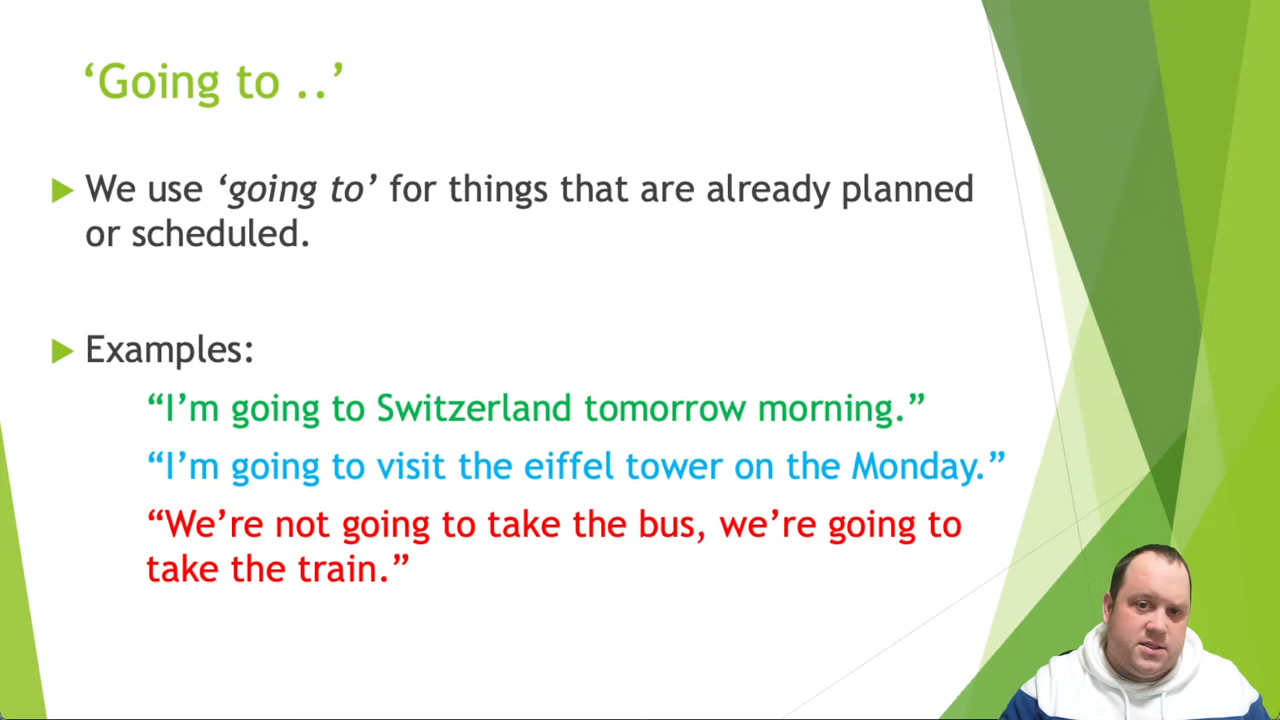 ‘Going to ..’
We use ‘going to’ for things that are already planned
or scheduled.
Examples:
“I’m going to Switzerland tomorrow morning.”
“I’m going to visit the eiffel tower on the Monday.”
“We’re not going to take the bus, we’re going to
take the train.”